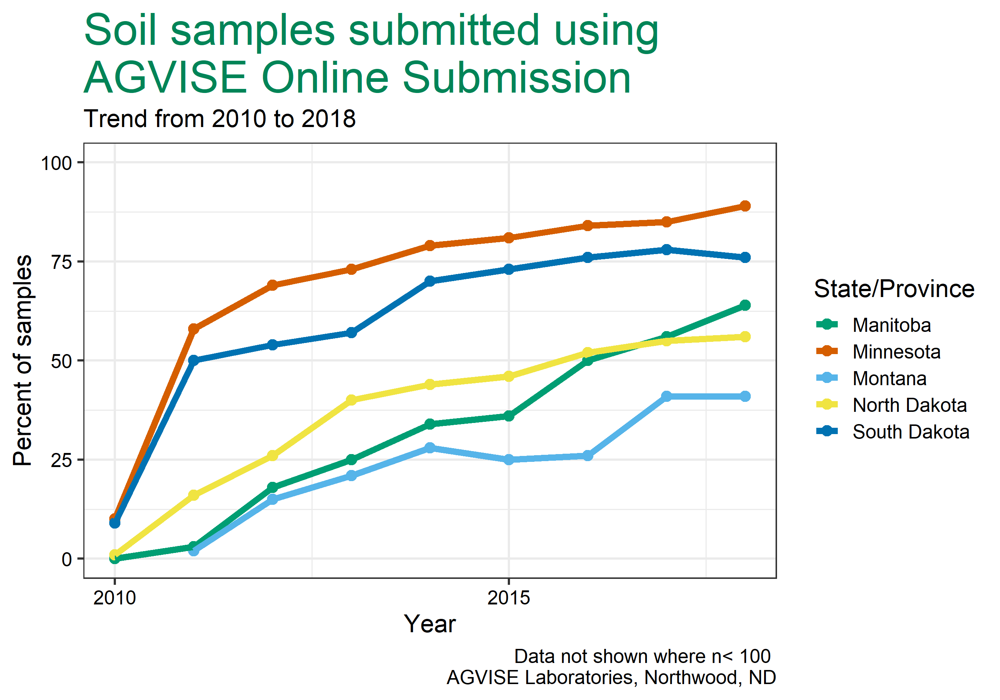 Soil samples submitted using
AGVISE Online Submission
Trend from 2010 to 2018
100
75
50
25
0
Percent of samples
2010
2015
Year
State/Province
Manitoba
Minnesota
Montana
North Dakota
South Dakota
Data not shown where n< 100
AGVISE Laboratories, Northwood, ND